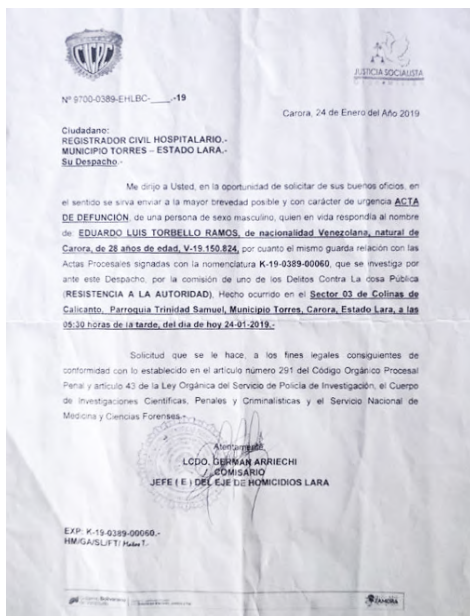 CICPC
JUSTICIA SOCIALISTA
Nº 9700-0389-EHLBC-____.-19
Carora, 24 de Enero del Año 2019
Ciudadano:
REGISTRADOR CIVIL HOSPITALARIO.-
MUNICIPIO TORRES – ESTADO LARA.-
Su Despacho.-
Me dirijo a Usted, en la oportunidad de solicitar de sus buenos oficios, en
el sentido se sirva enviar a la mayor brevedad posible y con carácter de urgencia ACTA
DE DEFUNCIÓN, de una persona de sexo masculino, quien en vida respondía al nombre
de: EDUARDO LUIS TORBELLO RAMOS, de nacionalidad Venezolana, natural de
Carora, de 28 años de edad, V-19.150.824, por cuanto el mismo guarda relación con las
Actas Procesales signadas con la nomenclatura K-19-0389-00060, que se investiga por
ante este Despacho, por la comisión de uno de los Delitos Contra La cosa Pública
(RESISTENCIA A LA AUTORIDAD), Hecho ocurrido en el Sector 03 de Colinas de
Calicanto, Parroquia Trinidad Samuel, Municipio Torres, Carora, Estado Lara, a las
05:30 horas de la tarde, del día de hoy 24-01-2019.-
Solicitud que se le hace, a los fines legales consiguientes de
conformidad con lo establecido en el artículo número 291 del Código Orgánico Procesal
Penal y artículo 43 de la Ley Orgánica del Servicio de Policía de Investigación, el Cuerpo
de Investigaciones Científicas, Penales y Criminalísticas y el Servicio Nacional de
Medicina y Ciencias Forenses.-
Atentamente,
LCDO. GERMAN ARRIECHI
COMISARIO
JEFE ( E ) DEL EJE DE HOMICIDIOS LARA
EXP: K-19-0389-00060.-
HM/GA/SL/FT/
ZAMORA